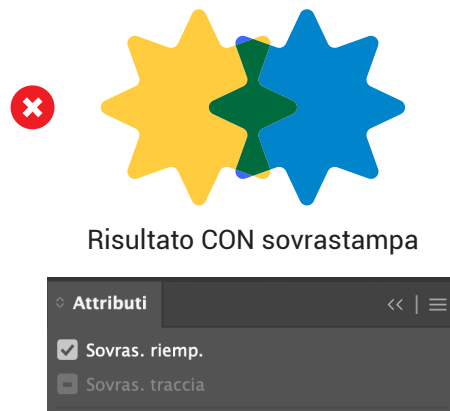 Risultato CON sovrastampa
Attributi
Sovras. riemp.
Sovras. traccia